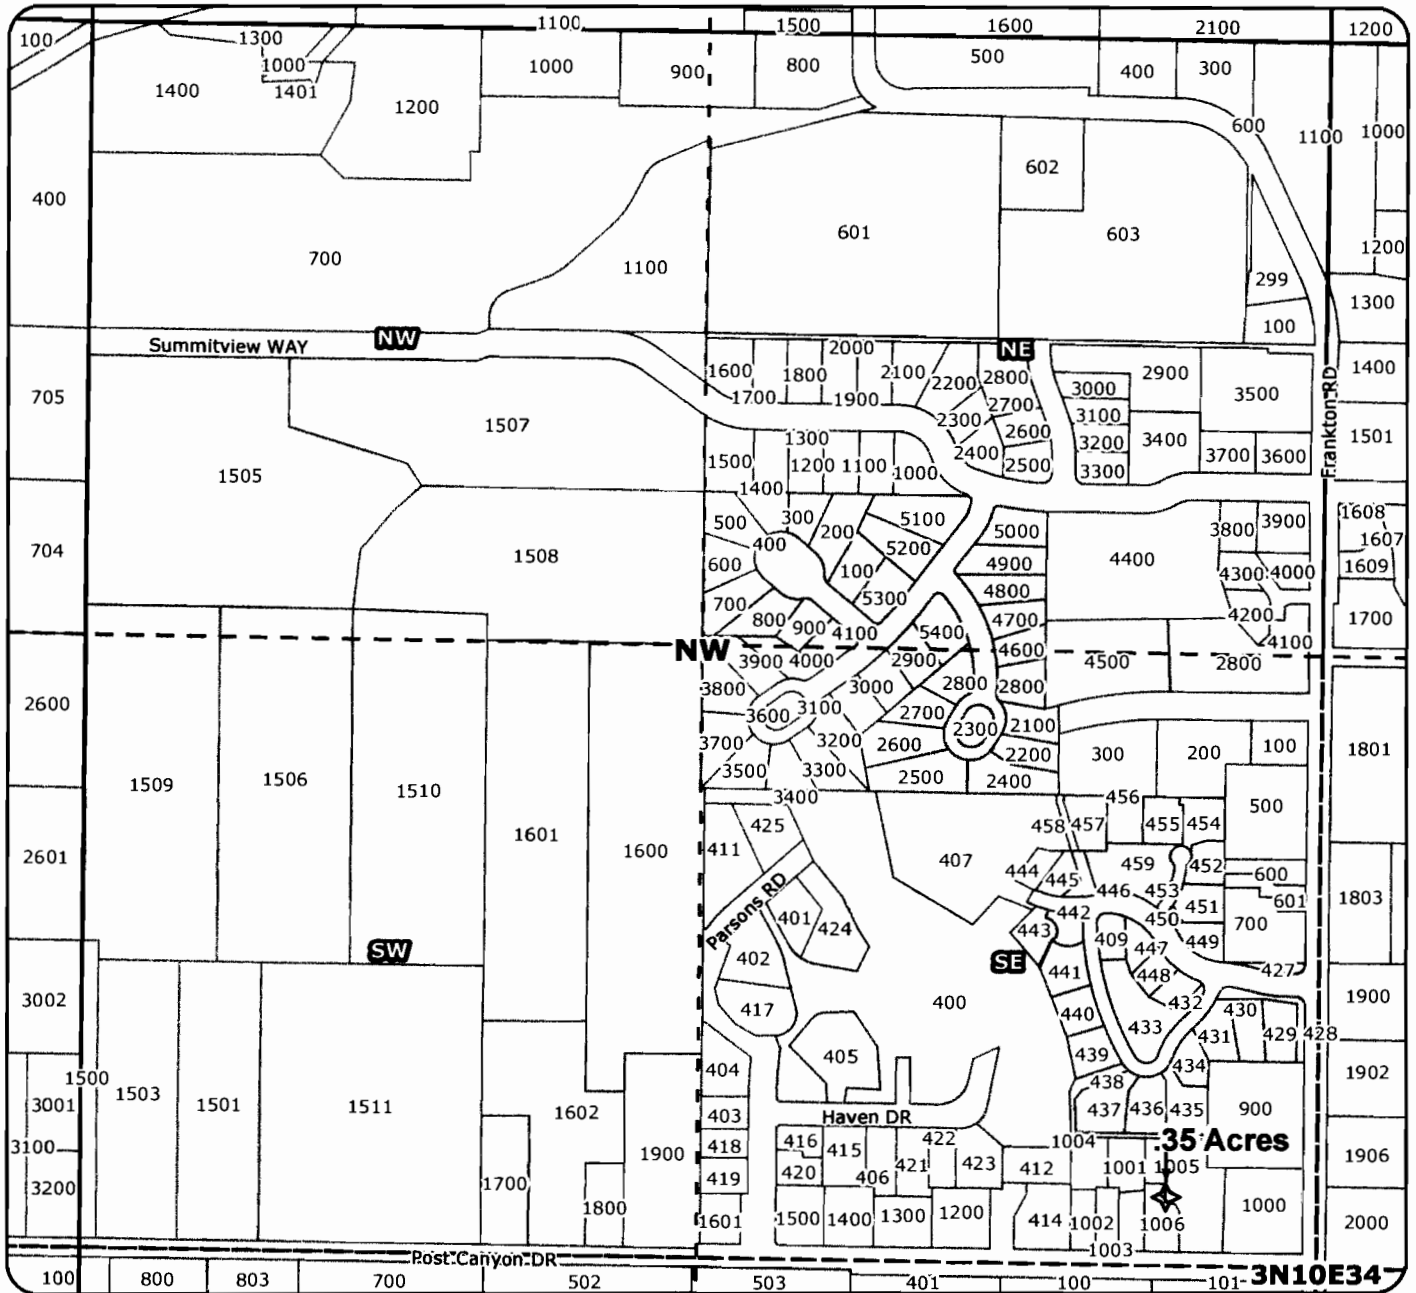 1100 1500 1600 2100 1200
100 1300 1000 1401 1400 1200
1000 900 800 500 400 300
600 1100 1000
400 602
700 1100 601 603 1200
299 1300
100
Summitview WAY NW NE
2000
1600 1800 2100 2200 2800 2900 3500 1400
705 1700 1900 3000
1507 2300 2700 3100 Frankton RD
1300 2600 3200 3400 1501
2400 3700 3600
1505 1500 1200 1100 1000 2500 3300
1400
500 300 200 5100 5000 3800 3900 1608
1607
704 1508 400 5200 4900 4400 1609
600 100 4300 4000
5300 4800
700 800 900 4100 4700 4200 1700
4100
NW 5400 4600
3900 4000 2900 4500 2800
3800 3000 2800 2800
2600 3600 3100 2700 2100
2300
3700 3200 2600 2200 300 200 100 1801
3500 3300 2500 2400
1509 1506 1510 3400 456 500
425 458 457 455 454
1601 1600 411 407 459 452
2601 444 445 446 453 600
Parsons RD 601 1803
401 424 442 450 451 700
443 409 447 449
SW 402 SE 441 448 427
3002 417 400 440 432 430 1900
433 431 429 428
405 439 434
1500 404 438 1902
3001 1503 1501 1511 1602 403 Haven DR 437 436 435 900
3100 418 416 415 422 1004 .35 Acres
1900 421 423 412 1001 1005 1906
3200 1700 419 420 406
1800 1601 1500 1400 1300 1200 414 1002 1006 1000 2000
1003
Post Canyon DR
100 800 803 700 502 503 401 100 101 3N10E34